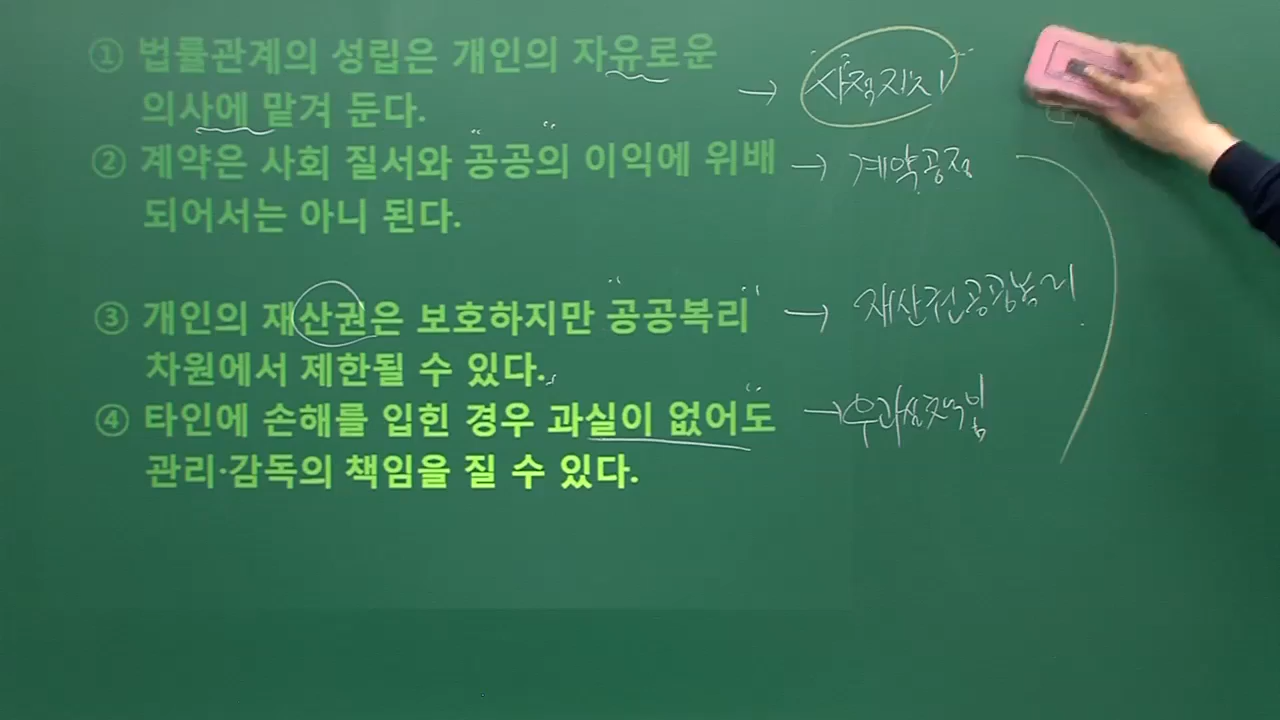 ① 법률관계의 성립은 개인의 자유로운
의사에 맡겨 둔다.
→ 사적자치
② 계약은 사회 질서와 공공의 이익에 위배
되어서는 아니 된다.
→ 계약공정
③ 개인의 재산권은 보호하지만 공공복리
차원에서 제한될 수 있다.
→ 재산권공공복리
④ 타인에 손해를 입힌 경우 과실이 없어도
관리·감독의 책임을 질 수 있다.
→ 무과실책임